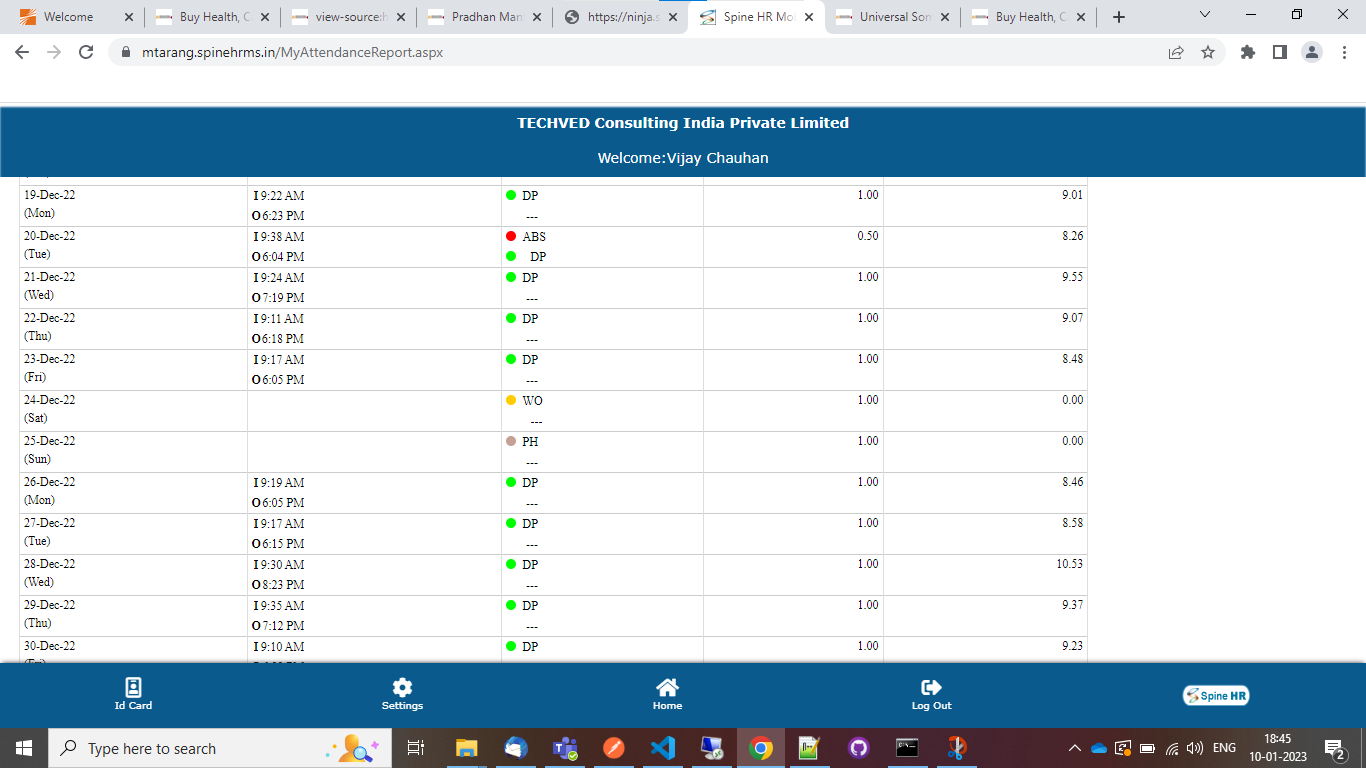 Welcome
Buy Health, C
view-source:h
Pradhan Man
https://ninja.s
Spine HR Mob
Universal Som
Buy Health, C
mtarang.spinehrms.in/MyAttendanceReport.aspx
TECHVED Consulting India Private Limited
Welcome:Vijay Chauhan
19-Dec-22 I 9:22 AM DP 1.00 9.01
(Mon) O 6:23 PM ---
20-Dec-22 I 9:38 AM ABS 0.50 8.26
(Tue) O 6:04 PM DP
21-Dec-22 I 9:24 AM DP 1.00 9.55
(Wed) O 7:19 PM ---
22-Dec-22 I 9:11 AM DP 1.00 9.07
(Thu) O 6:18 PM ---
23-Dec-22 I 9:17 AM DP 1.00 8.48
(Fri) O 6:05 PM ---
24-Dec-22 WO 1.00 0.00
(Sat) ---
25-Dec-22 PH 1.00 0.00
(Sun) ---
26-Dec-22 I 9:19 AM DP 1.00 8.46
(Mon) O 6:05 PM ---
27-Dec-22 I 9:17 AM DP 1.00 8.58
(Tue) O 6:15 PM ---
28-Dec-22 I 9:30 AM DP 1.00 10.53
(Wed) O 8:23 PM ---
29-Dec-22 I 9:35 AM DP 1.00 9.37
(Thu) O 7:12 PM ---
30-Dec-22 I 9:10 AM DP 1.00 9.23
Id Card
Settings
Home
Log Out
Spine HR
Type here to search
ENG
18:45
10-01-2023
2